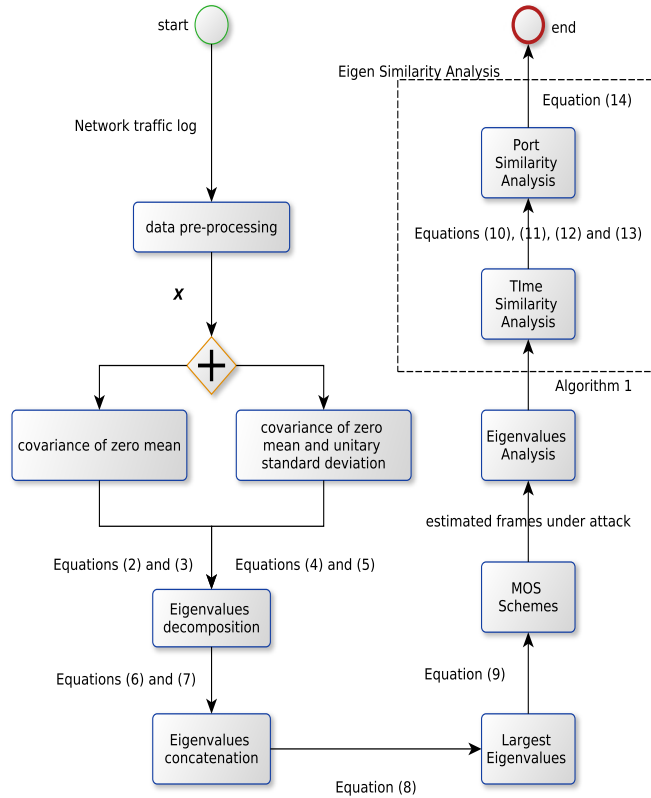 start
Network traffic log
data pre-processing
X
covariance of zero mean
covariance of zero
mean and unitary
standard deviation
Equations (2) and (3)
Equations (4) and (5)
Eigenvalues
decomposition
Equations (6) and (7)
Eigenvalues
concatenation
Equation (8)
Largest
Eigenvalues
Equation (9)
MOS
Schemes
estimated frames under attack
Eigenvalues
Analysis
Algorithm 1
TIme
Similarity
Analysis
Equations (10), (11), (12) and (13)
Port
Similarity
Analysis
Equation (14)
Eigen Similarity Analysis
end